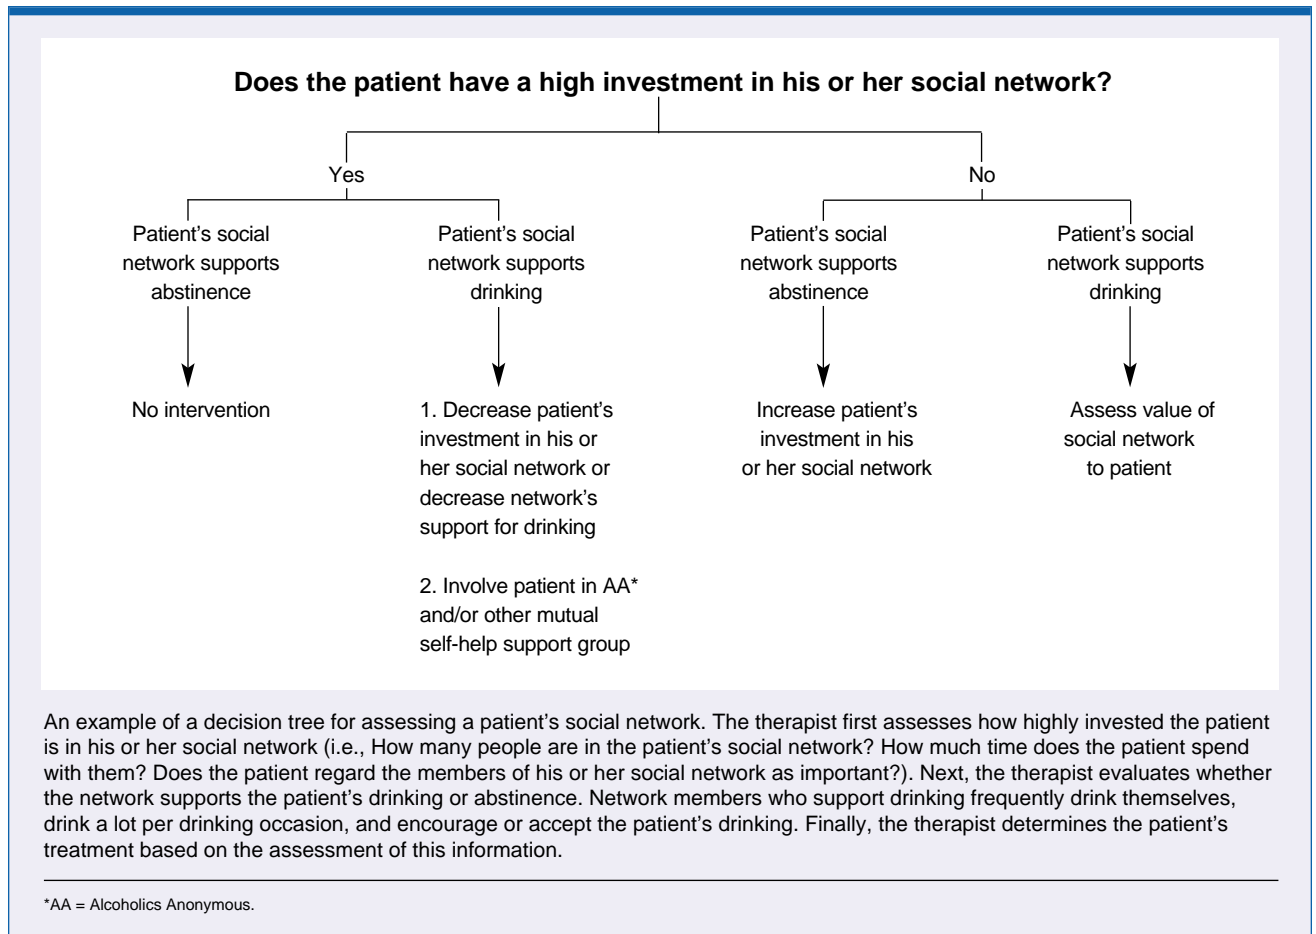 Does the patient have a high investment in his or her social network?
Yes
No
Patient's social
network supports
abstinence
Patient's social
network supports
drinking
Patient's social
network supports
abstinence
Patient's social
network supports
drinking
No intervention
1. Decrease patient's
investment in his or
her social network or
decrease network's
support for drinking
2. Involve patient in AA*
and/or other mutual
self-help support group
Increase patient's
investment in his
or her social network
Assess value of
social network
to patient
An example of a decision tree for assessing a patient's social network. The therapist first assesses how highly invested the patient
is in his or her social network (i.e., How many people are in the patient's social network? How much time does the patient spend
with them? Does the patient regard the members of his or her social network as important?). Next, the therapist evaluates whether
the network supports the patient's drinking or abstinence. Network members who support drinking frequently drink themselves,
drink a lot per drinking occasion, and encourage or accept the patient's drinking. Finally, the therapist determines the patient's
treatment based on the assessment of this information.
*AA = Alcoholics Anonymous.